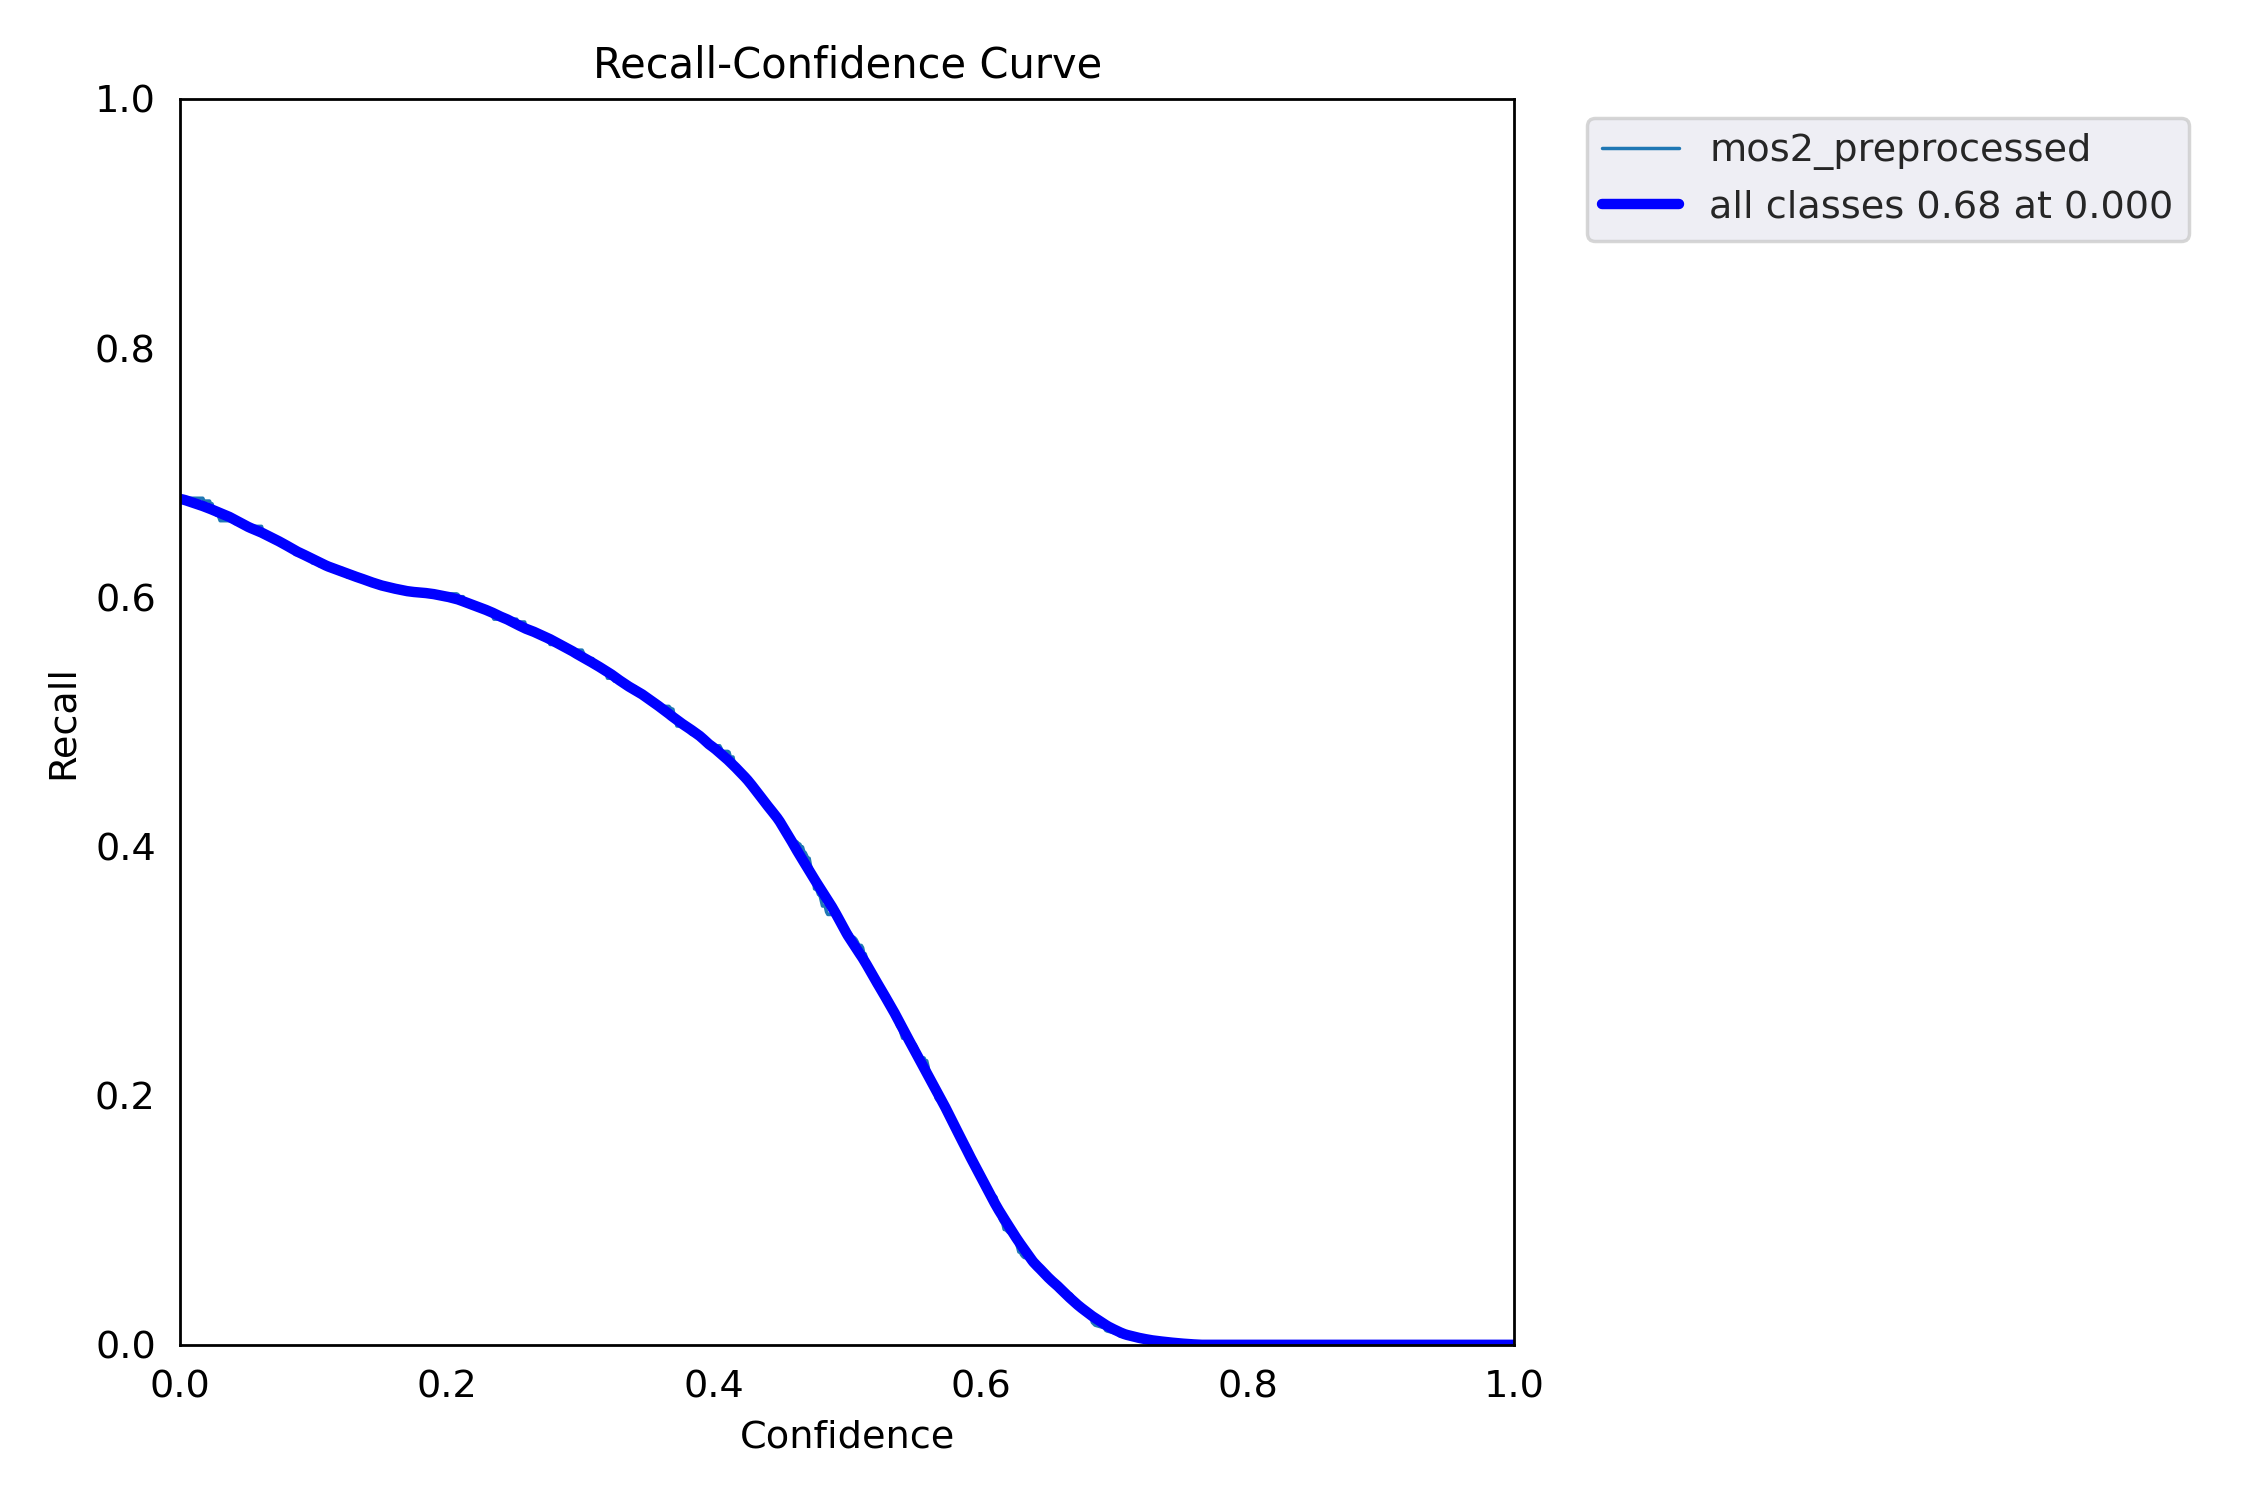 Recall-Confidence Curve
1.0
0.8
0.6
0.4
0.2
0.0
Recall
0.0 0.2 0.4 0.6 0.8 1.0
Confidence
mos2_preprocessed
all classes 0.68 at 0.000